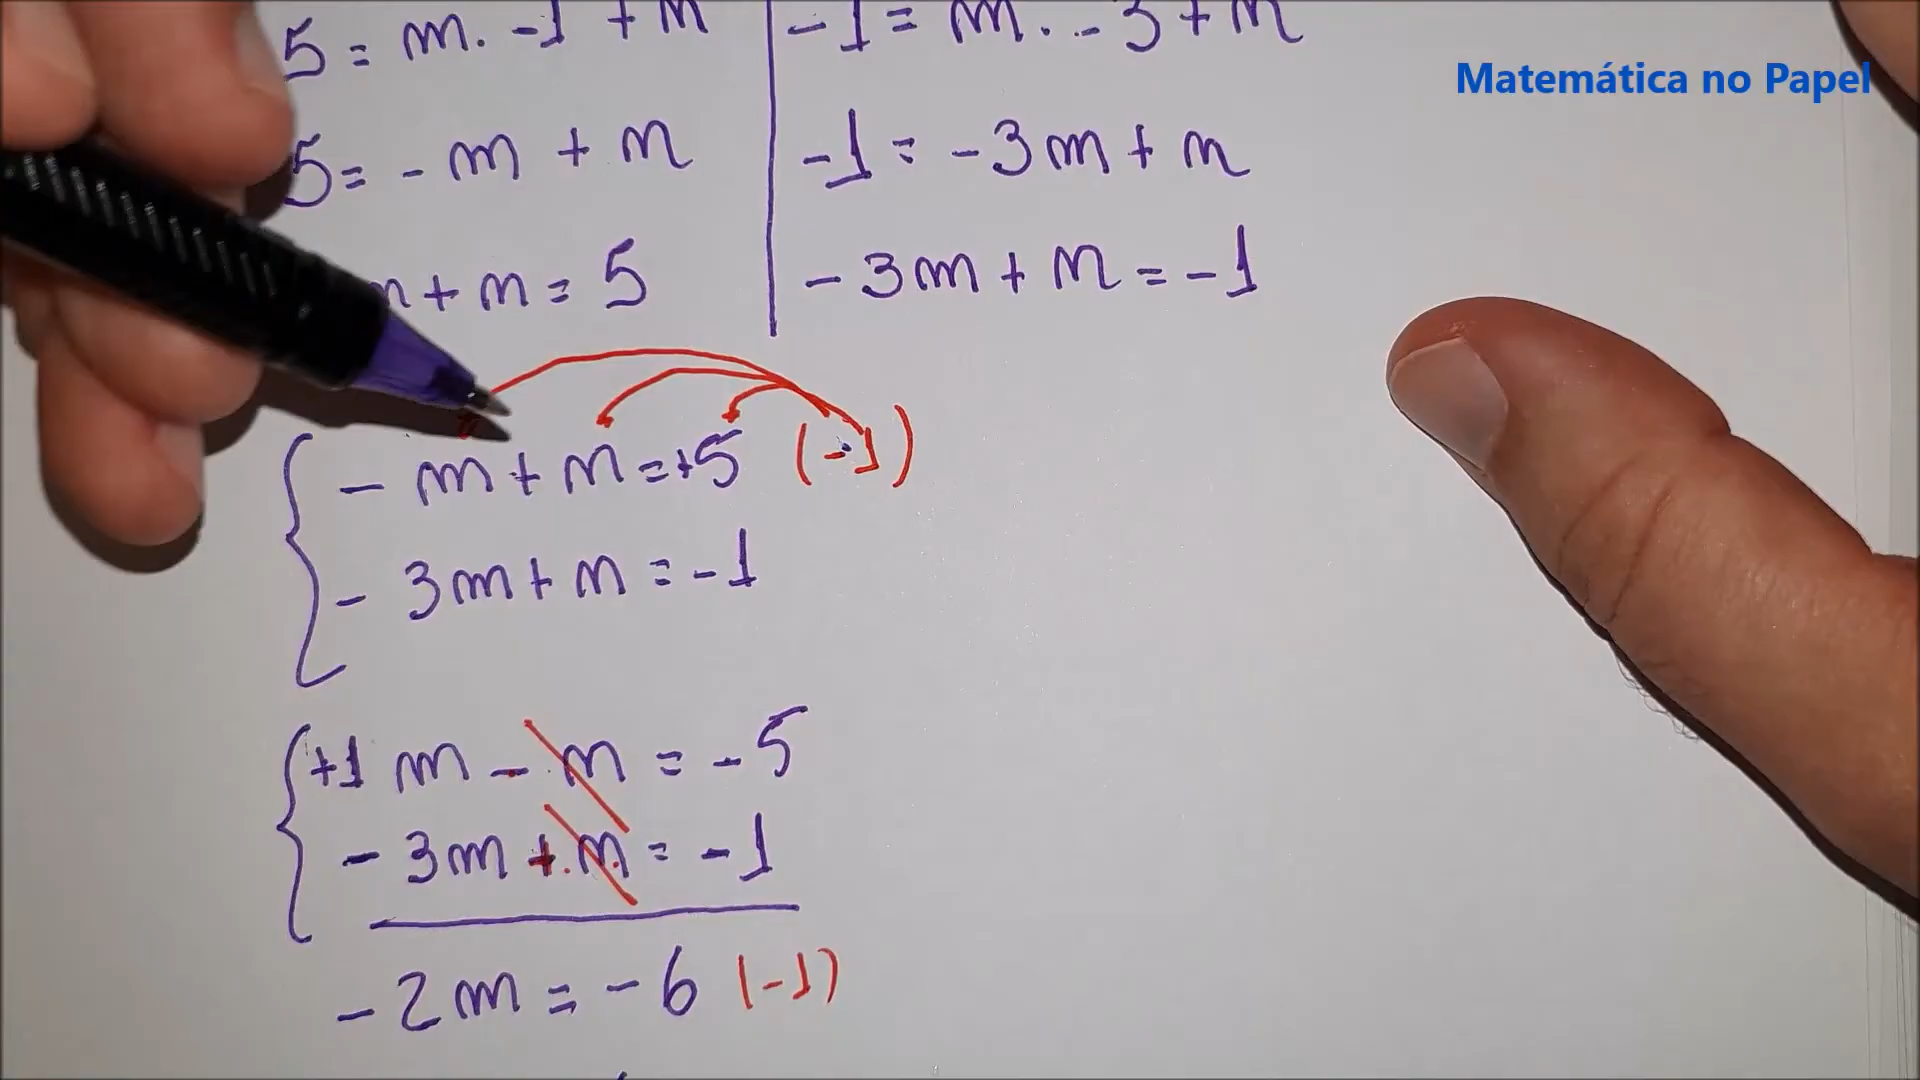 5 = m . -1 + n
-1 = m . -3 + n
Matemática no Papel
5 = - m + n
-1 = -3m + n
m + n = 5
- 3m + n = -1
- m + n = +5 (-1)
- 3m + n = -1
+1 m - n = -5
- 3m + n = -1
- 2m = -6 (-1)